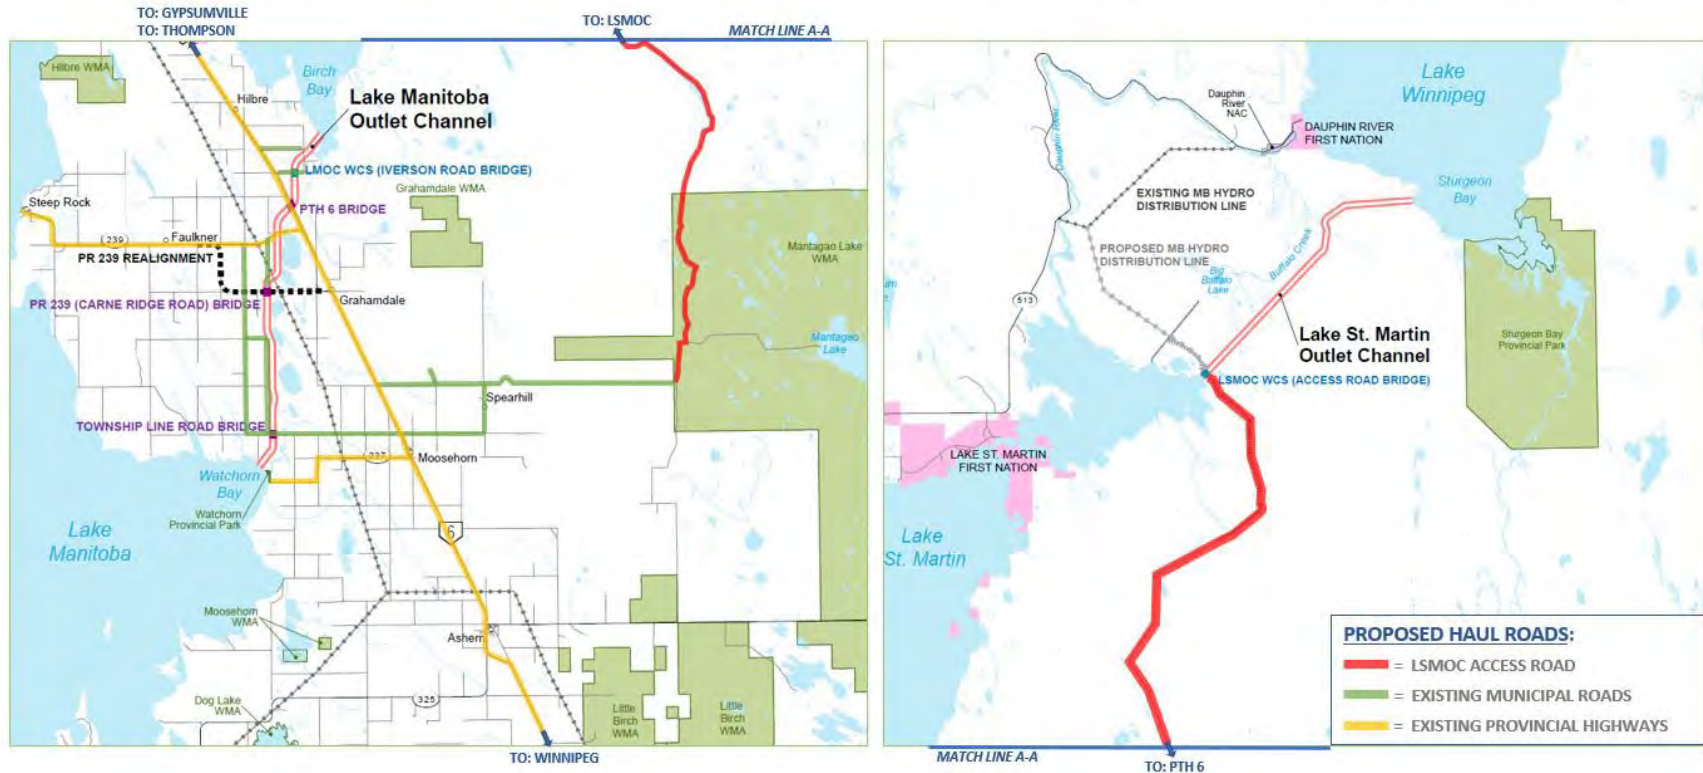 TO: GYPSUMVILLE
TO: THOMPSON
TO: LSMOC
MATCH LINE A-A
Hilbre WMA
Birch
Bay
Hilbre
Lake Manitoba
Outlet Channel
LMOC WCS (IVERSON ROAD BRIDGE)
Grahamdale WMA
Steep Rock
PTH 6 BRIDGE
239
Faulkner
PR 239 REALIGNMENT
Mantagao Lake
WMA
PR 239 (CARNE RIDGE ROAD) BRIDGE
Grahamdale
Mantagao
Lake
Spearhill
TOWNSHIP LINE ROAD BRIDGE
237
Moosehorn
Watchorn
Bay
Watchorn
Provincial Park
Lake
Manitoba
6
Moosehorn
WMA
Ashern
Dog Lake
WMA
325
Little
Birch
WMA
Little
Birch
WMA
TO: WINNIPEG
Lake
Winnipeg
Dauphin
River
NAC
DAUPHIN RIVER
FIRST NATION
Dauphin River
Sturgeon
Bay
EXISTING MB HYDRO
DISTRIBUTION LINE
PROPOSED MB HYDRO
DISTRIBUTION LINE
Big
Buffalo
Lake
Buffalo Creek
513
Lake St. Martin
Outlet Channel
Sturgeon Bay
Provincial Park
LSMOC WCS (ACCESS ROAD BRIDGE)
LAKE ST. MARTIN
FIRST NATION
Lake
St. Martin
PROPOSED HAUL ROADS:
= LSMOC ACCESS ROAD
= EXISTING MUNICIPAL ROADS
= EXISTING PROVINCIAL HIGHWAYS
MATCH LINE A-A
TO: PTH 6